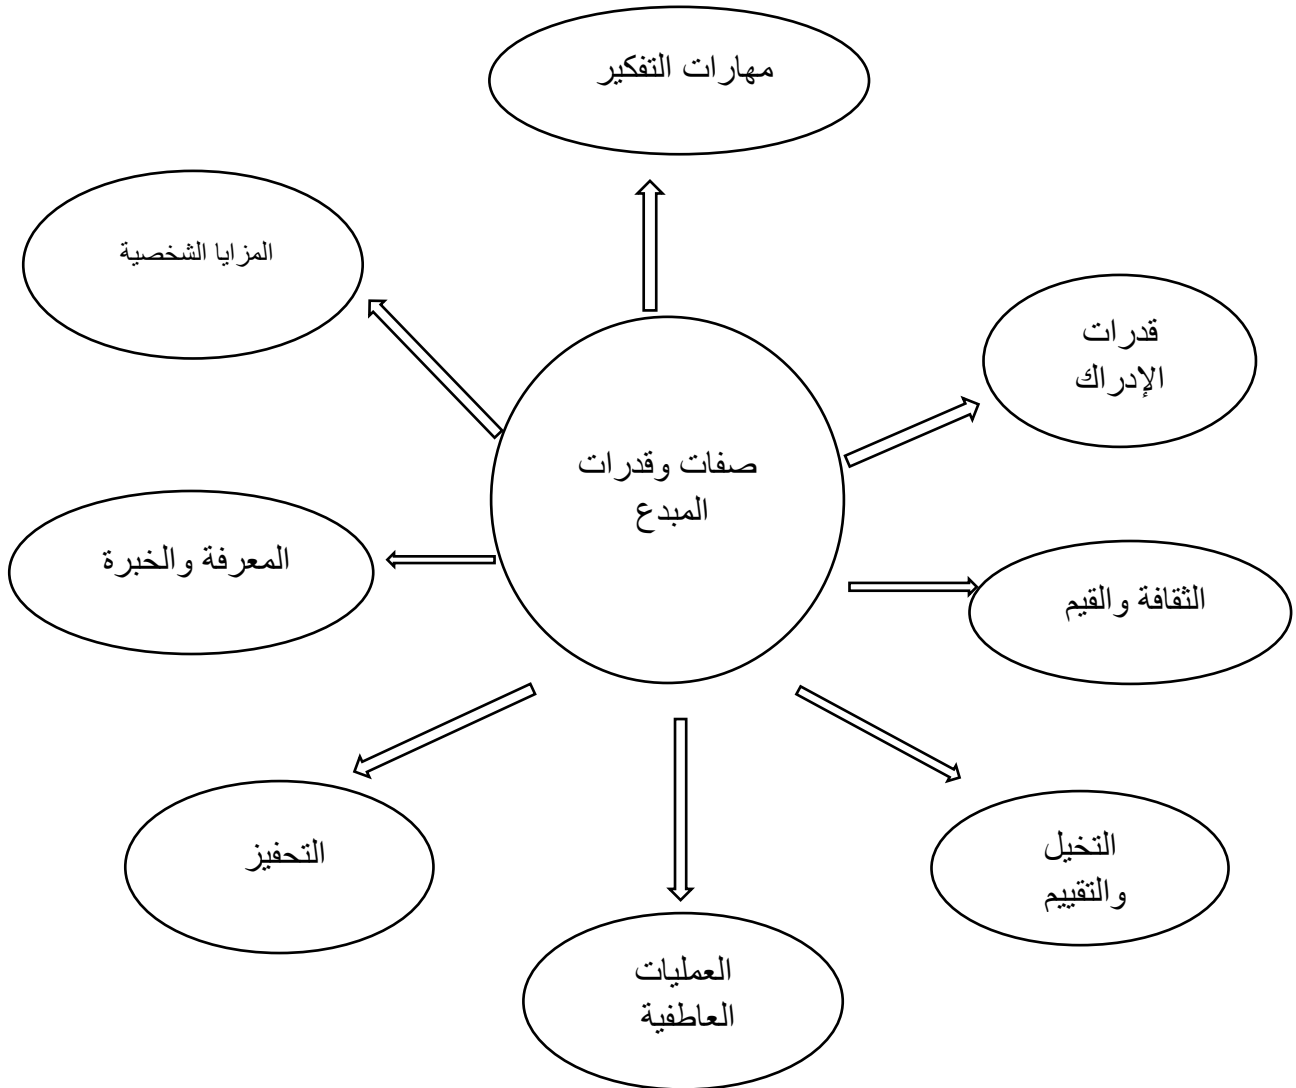 مهارات التفكير
المزايا الشخصية
قدرات
الإدراك
صفات وقدرات
المبدع
المعرفة والخبرة
الثقافة والقيم
التحفيز
التخيل
والتقييم
العمليات
العاطفية